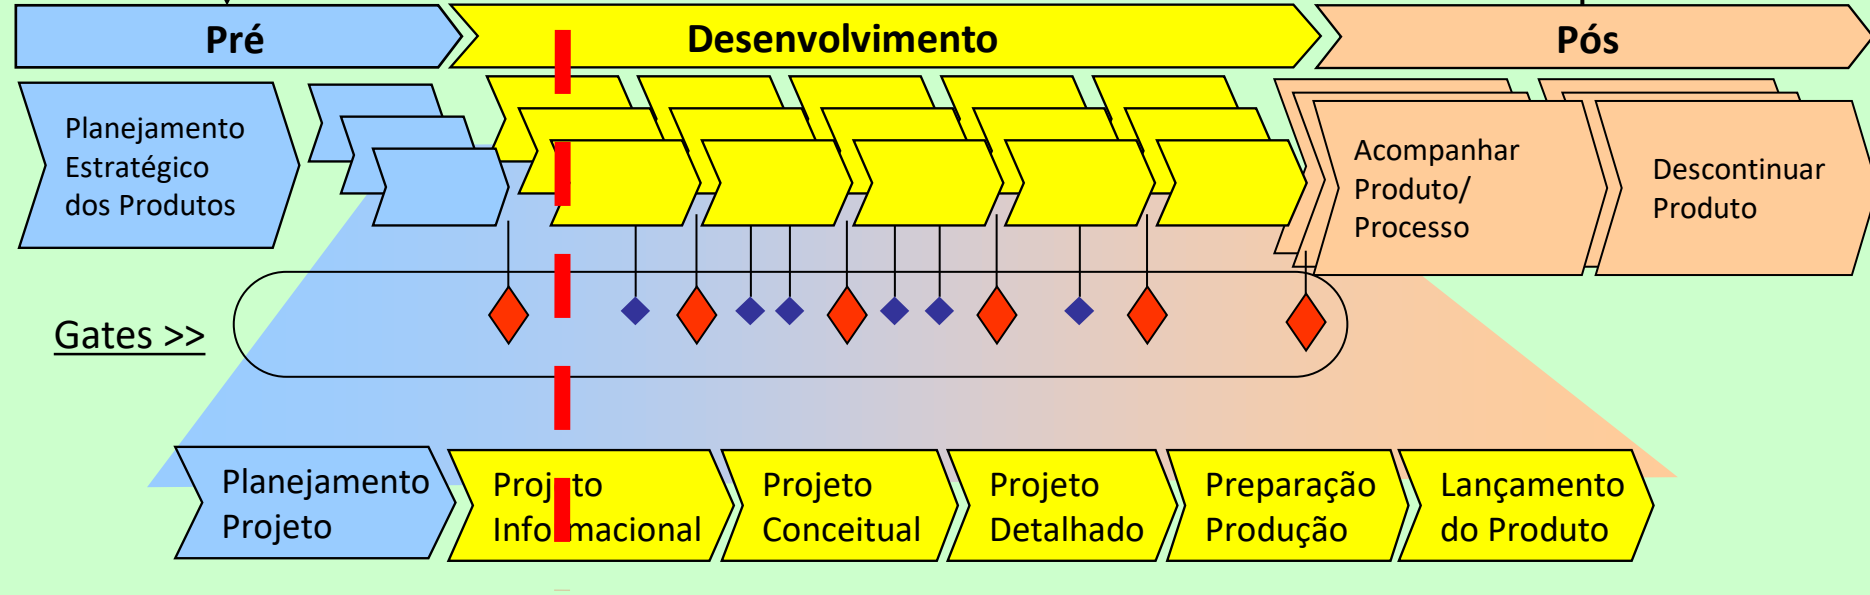 Pré
Desenvolvimento
Pós
Planejamento
Estratégico
dos Produtos
Acompanhar
Produto/
Processo
Descontinuar
Produto
Gates >>
Planejamento
Projeto
Projeto
Informacional
Projeto
Conceitual
Projeto
Detalhado
Preparação
Produção
Lançamento
do Produto